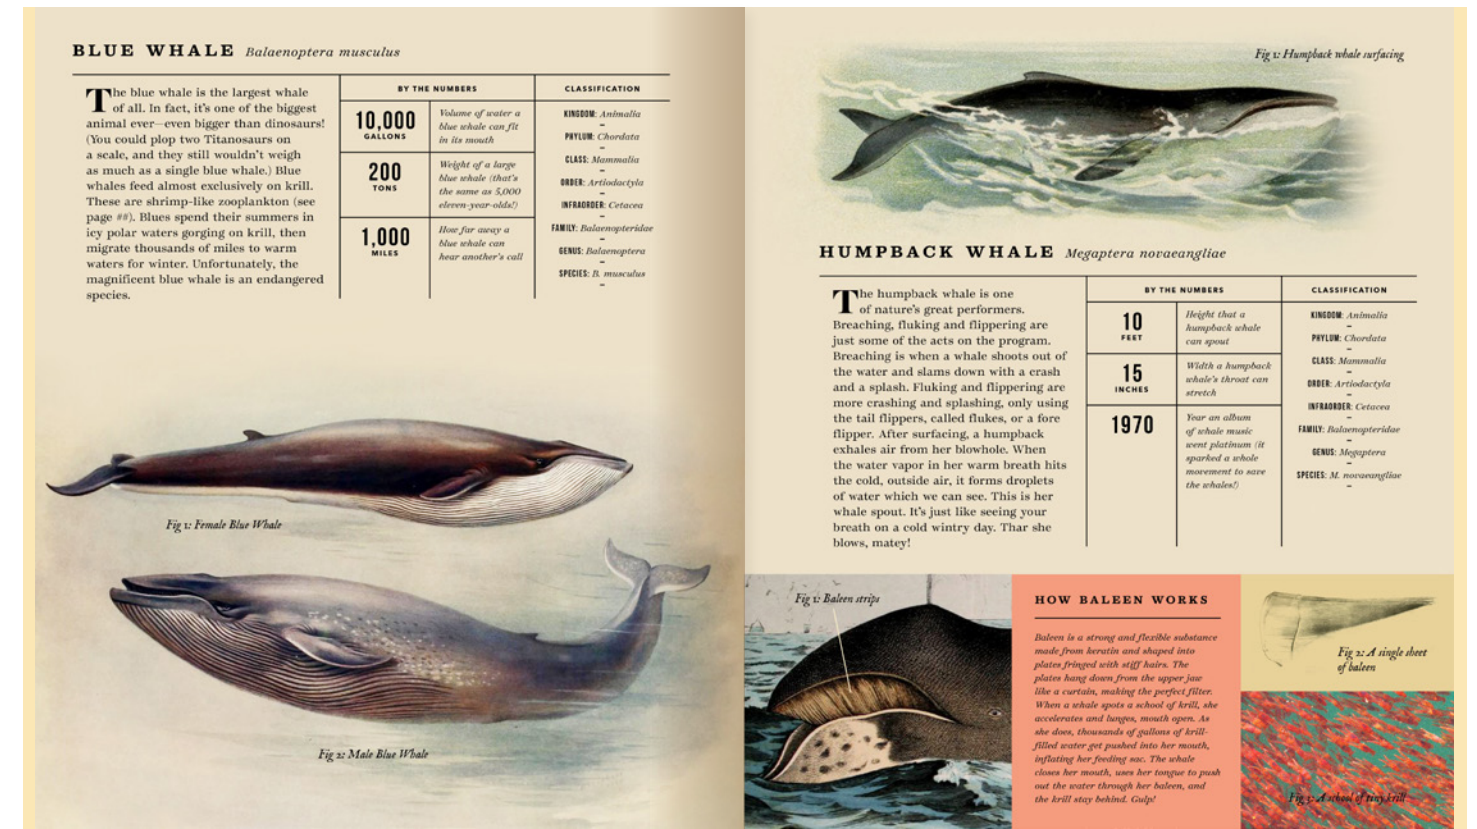 BLUE WHALE Balaenoptera musculus
The blue whale is the largest whale
of all. In fact, it's one of the biggest
animal ever—even bigger than dinosaurs!
(You could plop two Titanosaurs on
a scale, and they still wouldn't weigh
as much as a single blue whale.) Blue
whales feed almost exclusively on krill.
These are shrimp-like zooplankton (see
page ##). Blues spend their summers in
icy polar waters gorging on krill, then
migrate thousands of miles to warm
waters for winter. Unfortunately, the
magnificent blue whale is an endangered
species.
BY THE NUMBERS
10,000
GALLONS
Volume of water a
blue whale can fit
in its mouth
200
TONS
Weight of a large
blue whale (that's
the same as 5,000
eleven-year-olds!)
1,000
MILES
How far away a
blue whale can
hear another's call
CLASSIFICATION
KINGDOM: Animalia
–
PHYLUM: Chordata
–
CLASS: Mammalia
–
ORDER: Artiodactyla
–
INFRAORDER: Cetacea
–
FAMILY: Balaenopteridae
–
GENUS: Balaenoptera
–
SPECIES: B. musculus
–
Fig 1: Female Blue Whale
Fig 2: Male Blue Whale
Fig 1: Humpback whale surfacing
HUMPBACK WHALE Megaptera novaeangliae
The humpback whale is one
of nature's great performers.
Breaching, fluking and flippering are
just some of the acts on the program.
Breaching is when a whale shoots out of
the water and slams down with a crash
and a splash. Fluking and flippering are
more crashing and splashing, only using
the tail flippers, called flukes, or a fore
flipper. After surfacing, a humpback
exhales air from her blowhole. When
the water vapor in her warm breath hits
the cold, outside air, it forms droplets
of water which we can see. This is her
whale spout. It's just like seeing your
breath on a cold wintry day. Thar she
blows, matey!
BY THE NUMBERS
10
FEET
Height that a
humpback whale
can spout
15
INCHES
Width a humpback
whale's throat can
stretch
1970
Year an album
of whale music
went platinum (it
sparked a whole
movement to save
the whales!)
CLASSIFICATION
KINGDOM: Animalia
–
PHYLUM: Chordata
–
CLASS: Mammalia
–
ORDER: Artiodactyla
–
INFRAORDER: Cetacea
–
FAMILY: Balaenopteridae
–
GENUS: Megaptera
–
SPECIES: M. novaeangliae
–
Fig 1: Baleen strips
HOW BALEEN WORKS
Baleen is a strong and flexible substance
made from keratin and shaped into
plates fringed with stiff hairs. The
plates hang down from the upper jaw
like a curtain, making the perfect filter.
When a whale spots a school of krill, she
accelerates and lunges, mouth open. As
she does, thousands of gallons of krill-
filled water get pushed into her mouth,
inflating her feeding sac. The whale
closes her mouth, uses her tongue to push
out the water through her baleen, and
the krill stay behind. Gulp!
Fig 2: A single sheet
of baleen
Fig 3: A school of tiny krill